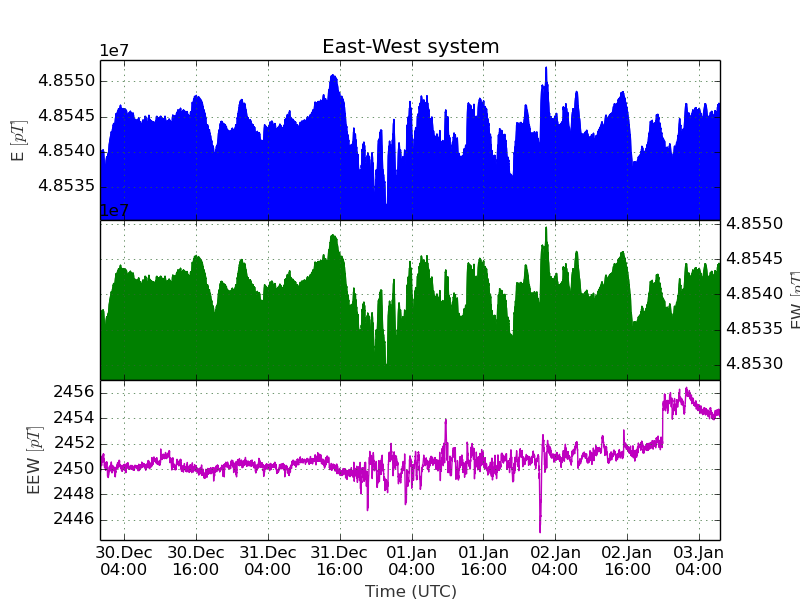 East-West system
1e7
4.8550
4.8545
4.8540
4.8535
E [pT]
1e7
4.8550
4.8545
4.8540
4.8535
4.8530
EW [pT]
2456
2454
2452
2450
2448
2446
EEW [pT]
30.Dec 30.Dec 31.Dec 31.Dec 01.Jan 01.Jan 02.Jan 02.Jan 03.Jan
04:00 16:00 04:00 16:00 04:00 16:00 04:00 16:00 04:00
Time (UTC)